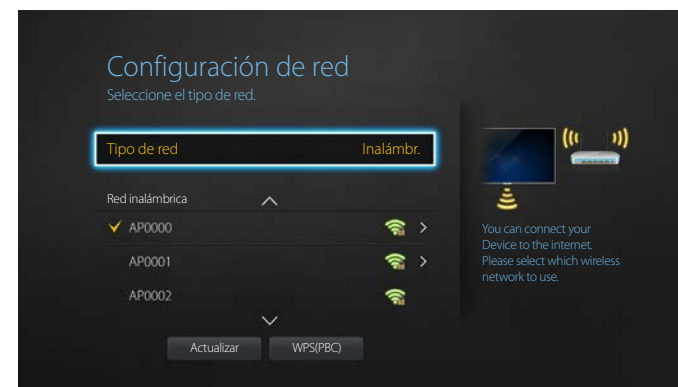 Configuración de red
Seleccione el tipo de red.
Tipo de red Inalámbr.
Red inalámbrica
AP0000
AP0001
AP0002
Actualizar WPS(PBC)
You can connect your
Device to the internet.
Please select which wireless
network to use.